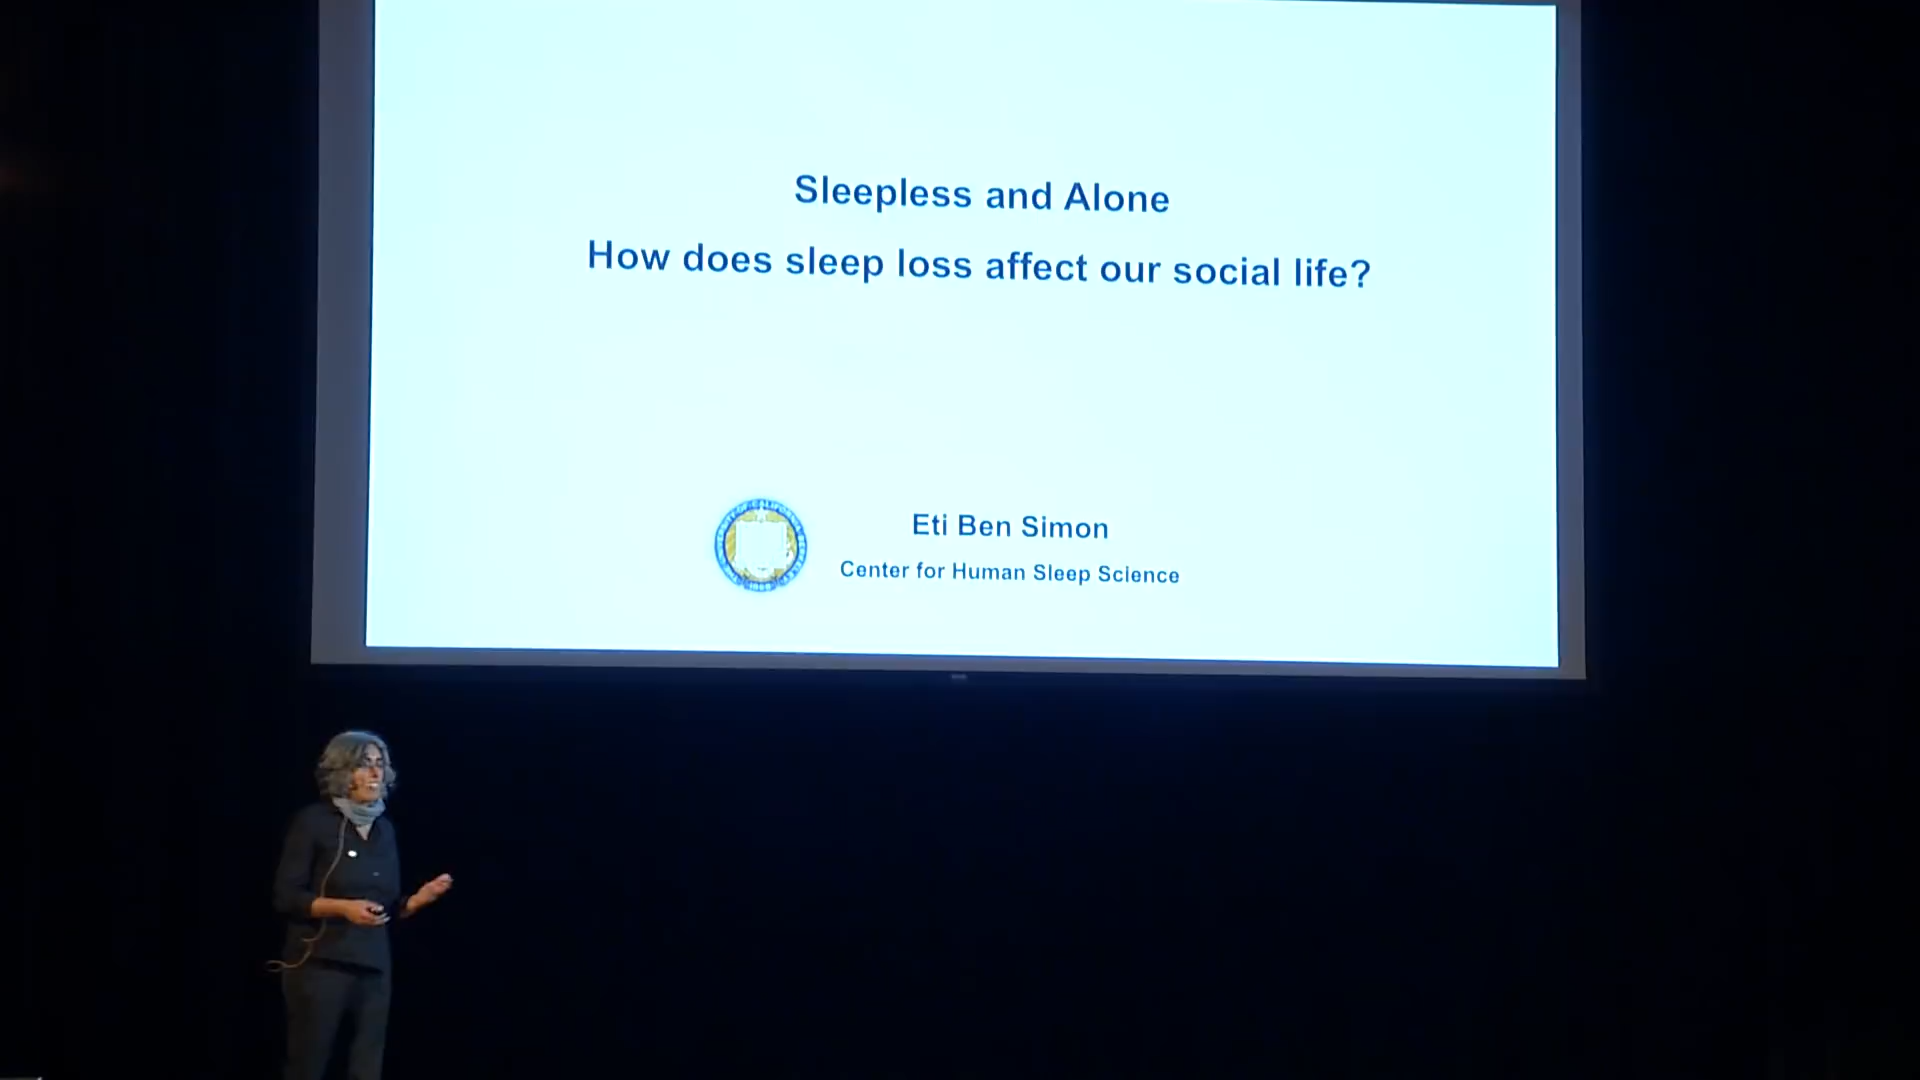 Sleepless and Alone
How does sleep loss affect our social life?
Eti Ben Simon
Center for Human Sleep Science